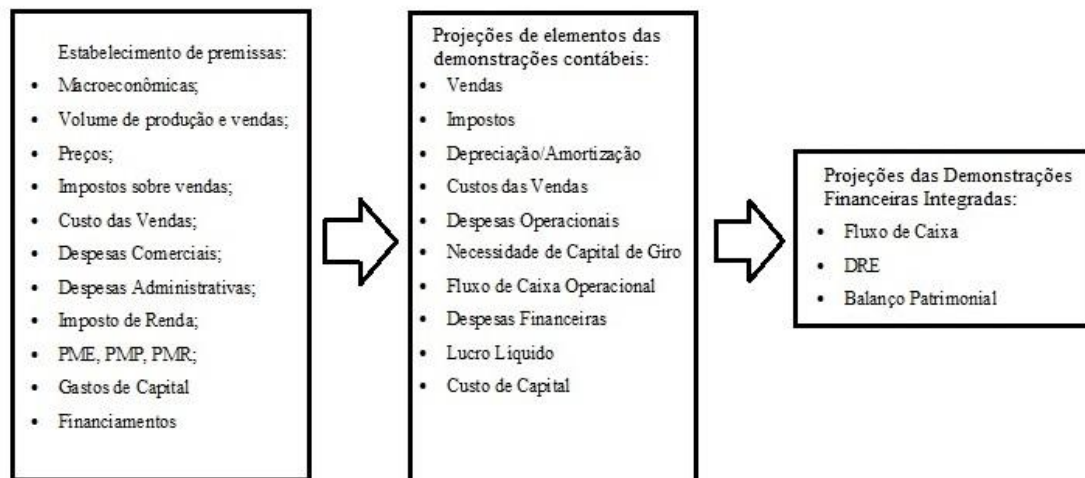 Estabelecimento de premissas:
• Macroeconômicas;
• Volume de produção e vendas;
• Preços;
• Impostos sobre vendas;
• Custo das Vendas;
• Despesas Comerciais;
• Despesas Administrativas;
• Imposto de Renda;
• PME, PMP, PMR;
• Gastos de Capital
• Financiamentos
Projeções de elementos das
demonstrações contábeis:
• Vendas
• Impostos
• Depreciação/Amortização
• Custos das Vendas
• Despesas Operacionais
• Necessidade de Capital de Giro
• Fluxo de Caixa Operacional
• Despesas Financeiras
• Lucro Líquido
• Custo de Capital
Projeções das Demonstrações
Financeiras Integradas:
• Fluxo de Caixa
• DRE
• Balanço Patrimonial